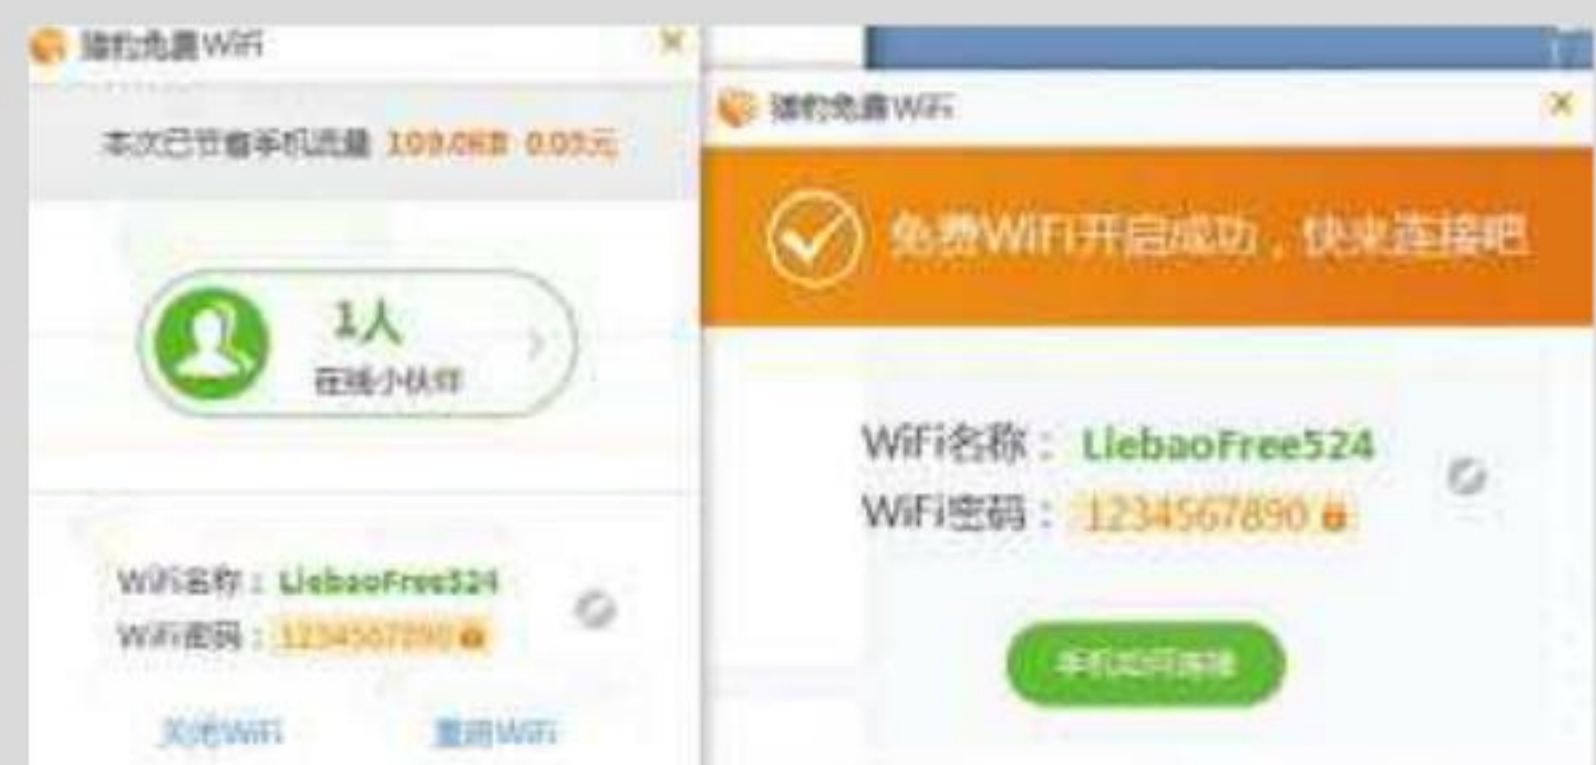 猎豹免费WiFi
本次已节省手机流量 109.0KB 0.03元
1人
在线小伙伴
WiFi名称： LiebaoFree524
WiFi密码： 1234567890
关闭WiFi 重启WiFi
猎豹免费WiFi
免费WiFi开启成功，快来连接吧
WiFi名称： LiebaoFree524
WiFi密码： 1234567890
手机如何连接